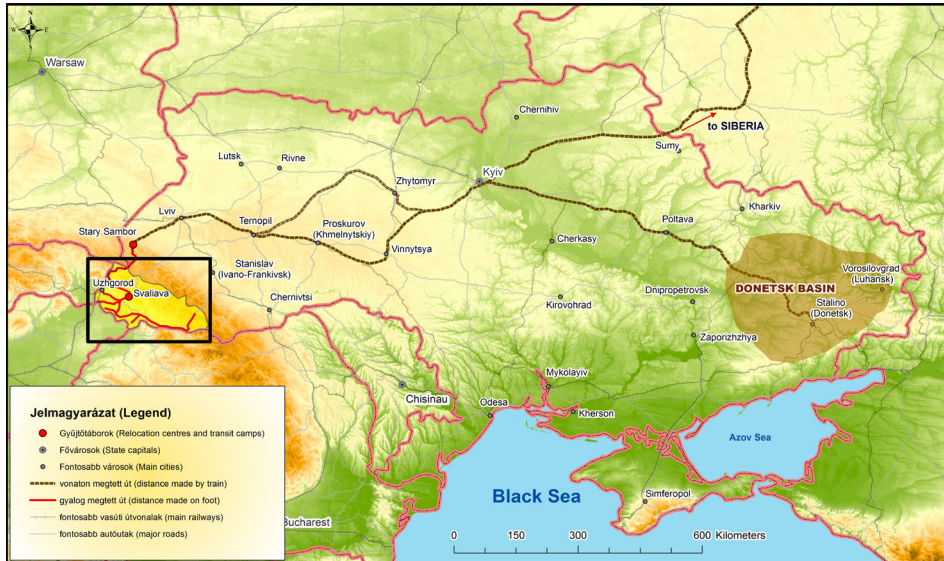 N
W E
S
Warsaw
Chernihiv
to SIBERIA
Sumy
Lutsk
Rivne
Kyiv
Zhytomyr
Kharkiv
Lviv
Ternopil
Proskurov
(Khmelnytskiy)
Poltava
Stary Sambor
Vinnytsya
Cherkasy
Stanislav
(Ivano-Frankivsk)
Vorosilovgrad
(Luhansk)
Uzhgorod
Svaliava
DONETSK BASIN
Dnipropetrovsk
Chernivtsi
Kirovohrad
Stalino
(Donetsk)
Zaporizhzhya
Mykolayiv
Chisinau
Odesa
Kherson
Azov Sea
Black Sea
Simferopol
Bucharest
0 150 300 600 Kilometers
Jelmagyarázat (Legend)
Gyűjtőtáborok (Relocation centres and transit camps)
Fővárosok (State capitals)
Fontosabb városok (Main cities)
vonaton megtett út (distance made by train)
gyalog megtett út (distance made on foot)
fontosabb vasúti útvonalak (main railways)
fontosabb autóutak (major roads)